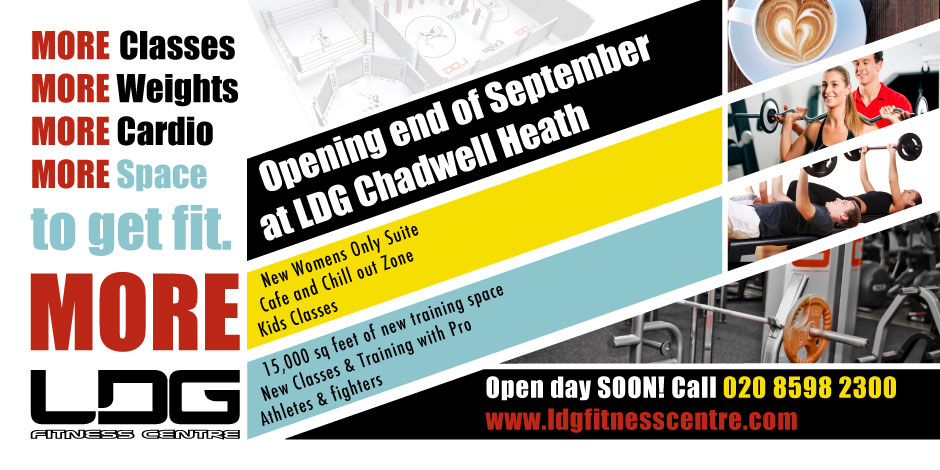 MORE Classes
MORE Weights
MORE Cardio
MORE Space
to get fit.
MORE
LDG
FITNESS CENTRE
Opening end of September
at LDG Chadwell Heath
New Womens Only Suite
Cafe and Chill out Zone
Kids Classes
15,000 sq feet of new training space
New Classes & Training with Pro
Athletes & fighters
Open day SOON! Call 020 8598 2300
www.ldgfitnesscentre.com